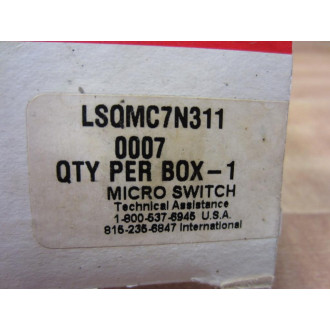 LSQMC7N311
0007
QTY PER BOX-1
MICRO SWITCH
Technical Assistance
1-800-537-6945 U.S.A.
815-235-6847 International